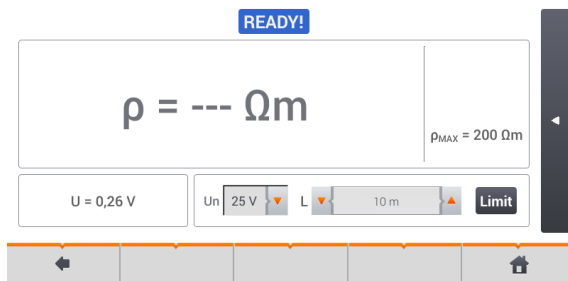 READY!
ρ = --- Ωm
ρMAX = 200 Ωm
U = 0,26 V
Un 25 V L 10 m Limit